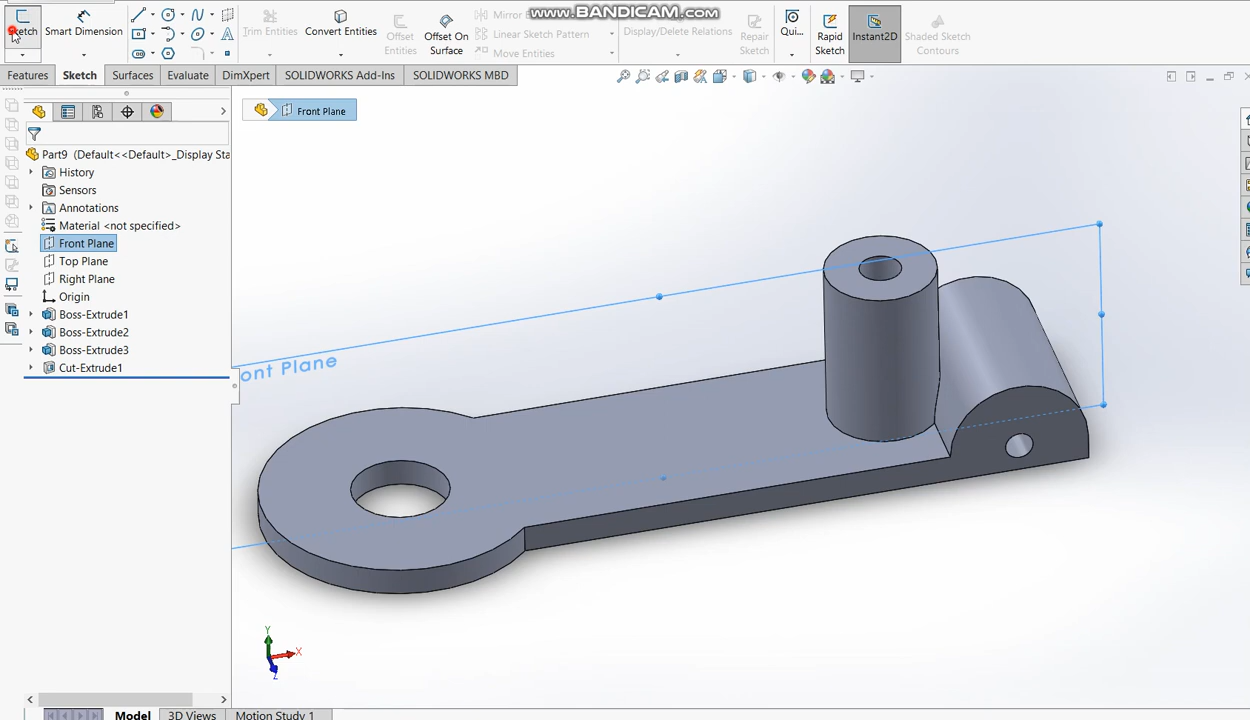 www.BANDICAM.com
Sketch
Smart Dimension
Trim Entities
Convert Entities
Offset Entities
Offset On Surface
Mirror
Linear Sketch Pattern
Move Entities
Display/Delete Relations
Repair Sketch
Qui...
Rapid Sketch
Instant2D
Shaded Sketch Contours
Features
Sketch
Surfaces
Evaluate
DimXpert
SOLIDWORKS Add-Ins
SOLIDWORKS MBD
Front Plane
Part9 (Default<<Default>_Display Sta
History
Sensors
Annotations
Material <not specified>
Front Plane
Top Plane
Right Plane
Origin
Boss-Extrude1
Boss-Extrude2
Boss-Extrude3
Cut-Extrude1
ont Plane
Y
X
Z
Model
3D Views
Motion Study 1